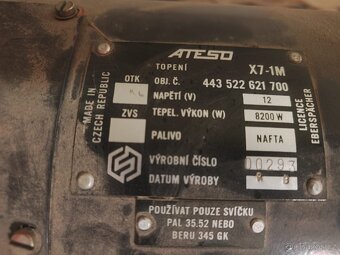 ATESO
TOPENÍ X7-1M
OBJ. Č. 443 522 621 700
OTK
NAPĚTÍ (V) 12
ZVS
TEPEL. VÝKON (W) 8200 W
PALIVO NAFTA
VÝROBNÍ ČÍSLO 00293
DATUM VÝROBY
MADE IN
CZECH REPUBLIC
LICENCE
EBERSPÄCHER
POUŽÍVAT POUZE SVÍČKU
PAL 35.52 NEBO
BERU 345 GK